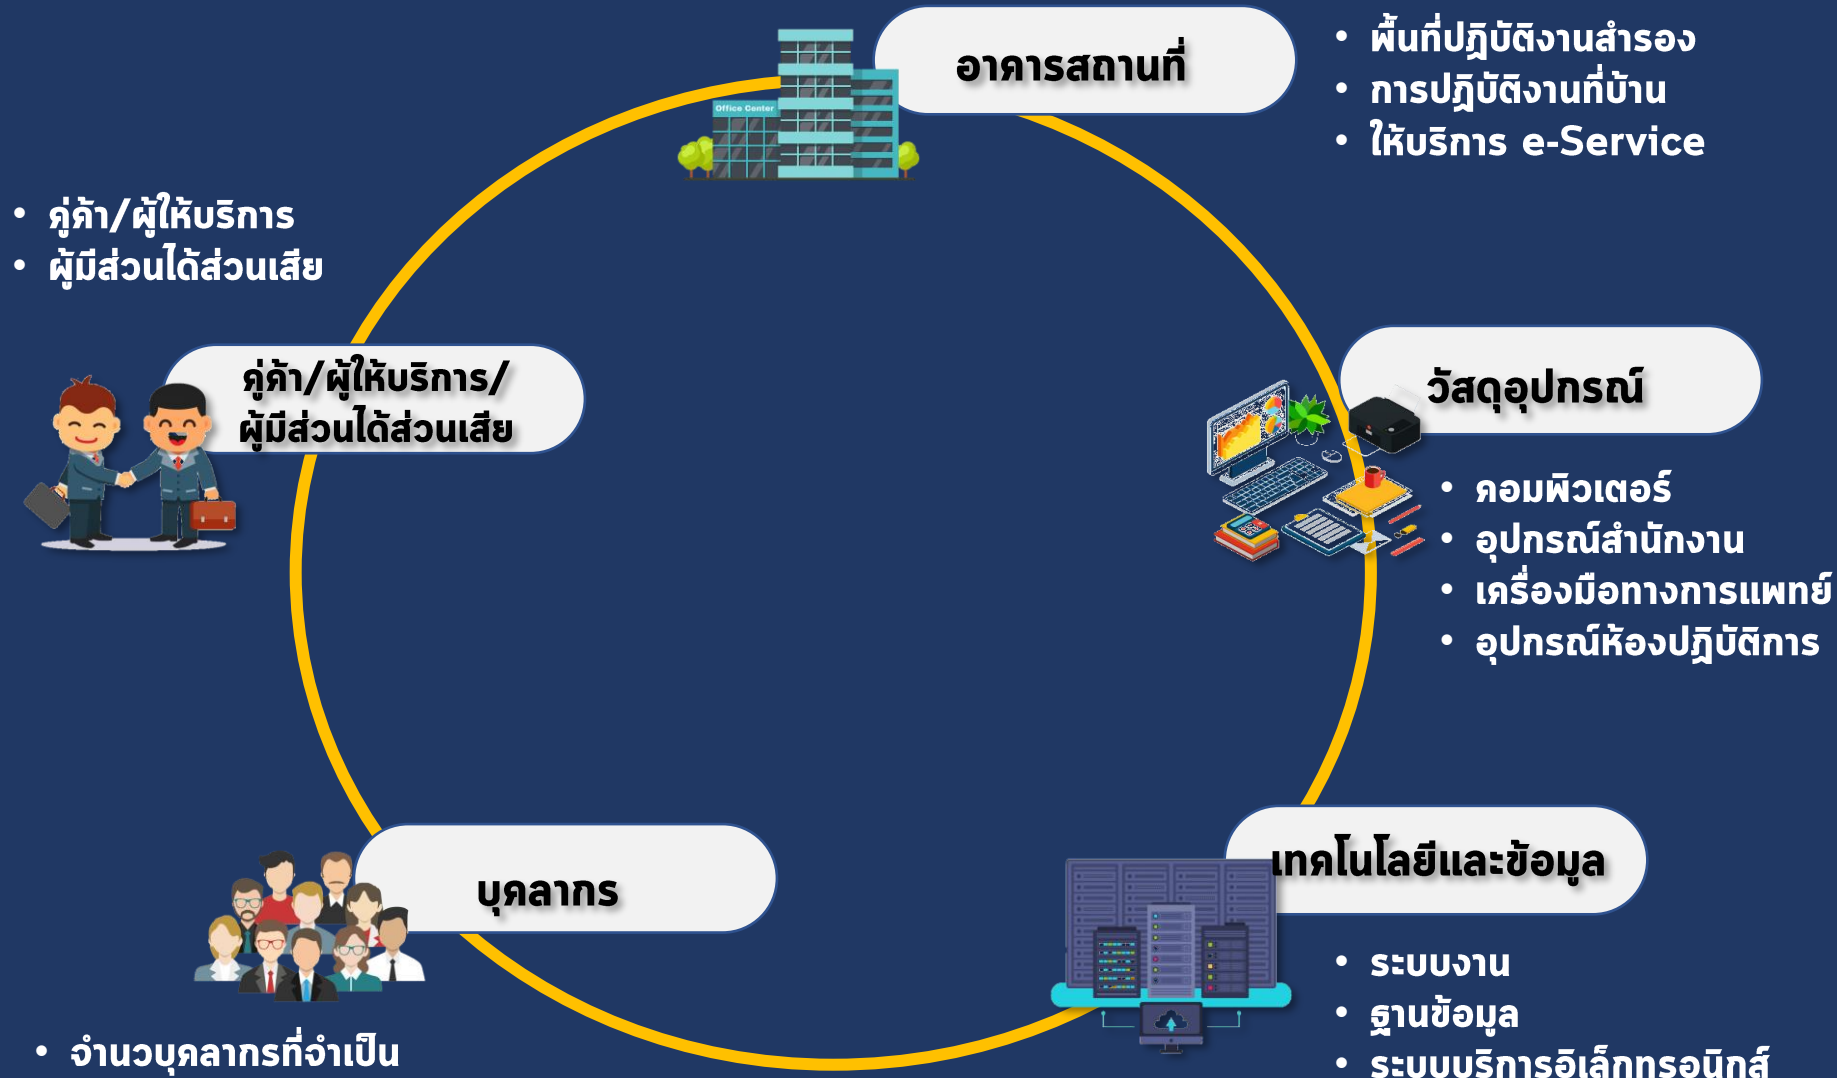 อาคารสถานที่
• พื้นที่ปฏิบัติงานสำรอง
• การปฏิบัติงานที่บ้าน
• ให้บริการ e-Service
Office Center
• คู่ค้า/ผู้ให้บริการ
• ผู้มีส่วนได้ส่วนเสีย
คู่ค้า/ผู้ให้บริการ/
ผู้มีส่วนได้ส่วนเสีย
วัสดุอุปกรณ์
• คอมพิวเตอร์
• อุปกรณ์สำนักงาน
• เครื่องมือทางการแพทย์
• อุปกรณ์ห้องปฏิบัติการ
เทคโนโลยีและข้อมูล
• ระบบงาน
• ฐานข้อมูล
• ระบบบริการอิเล็กทรอนิกส์
บุคลากร
• จำนวบุคลากรที่จำเป็น